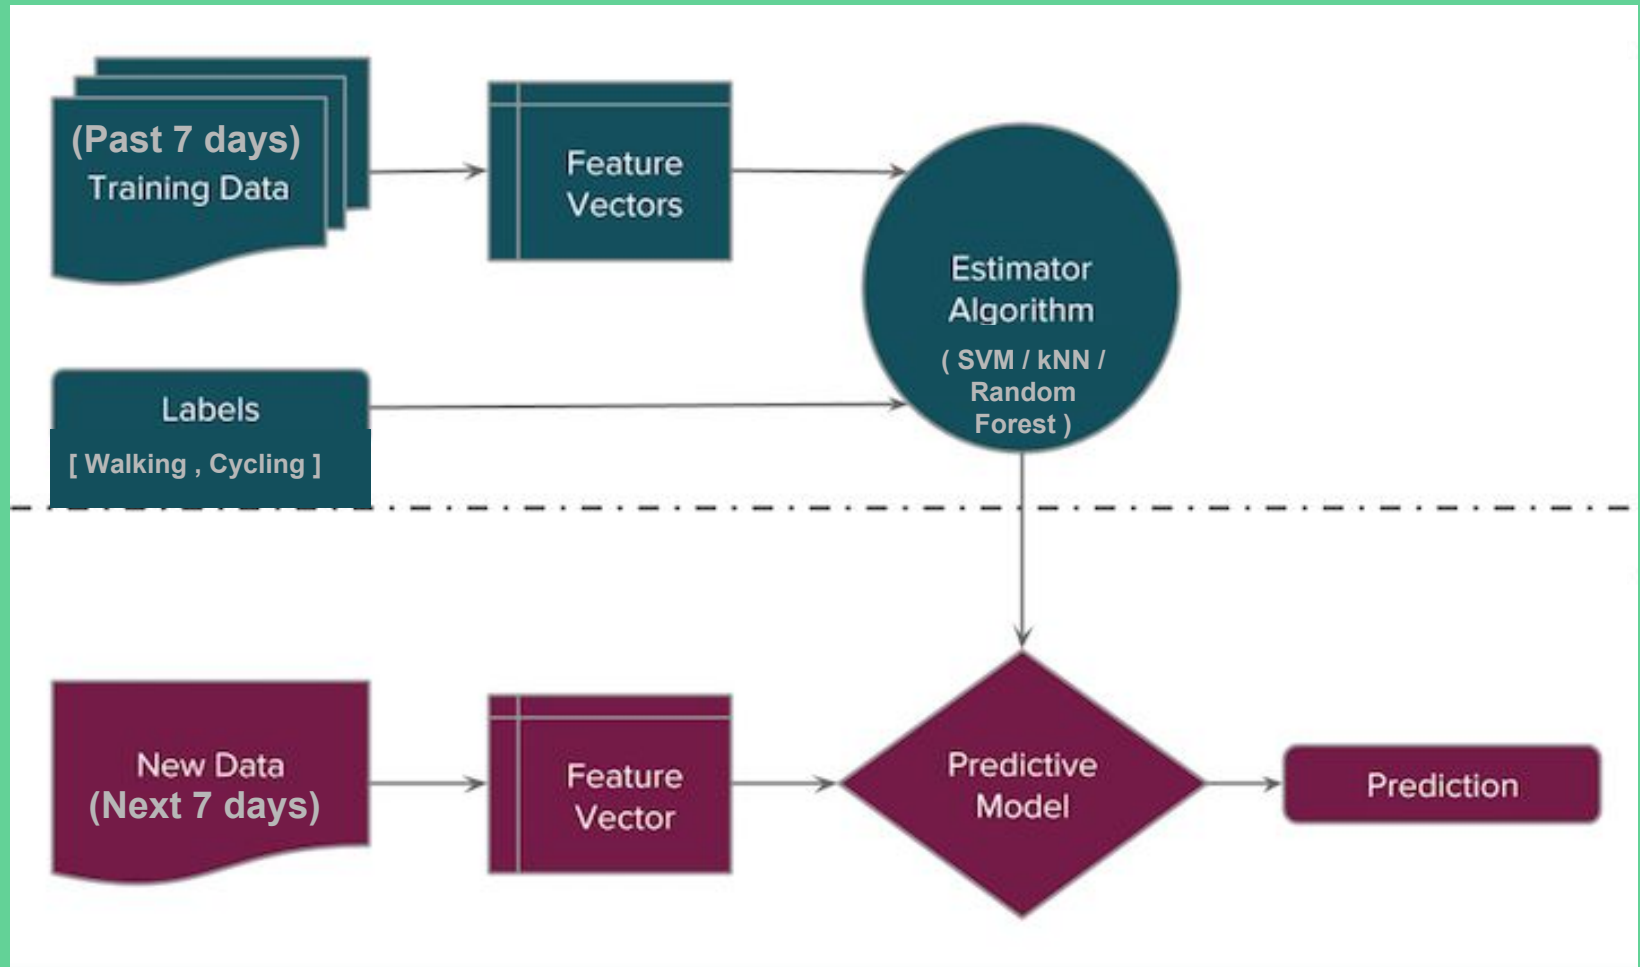 (Past 7 days)
Training Data
Feature
Vectors
Estimator
Algorithm
( SVM / kNN /
Random
Forest )
Labels
[ Walking , Cycling ]
New Data
(Next 7 days)
Feature
Vector
Predictive
Model
Prediction